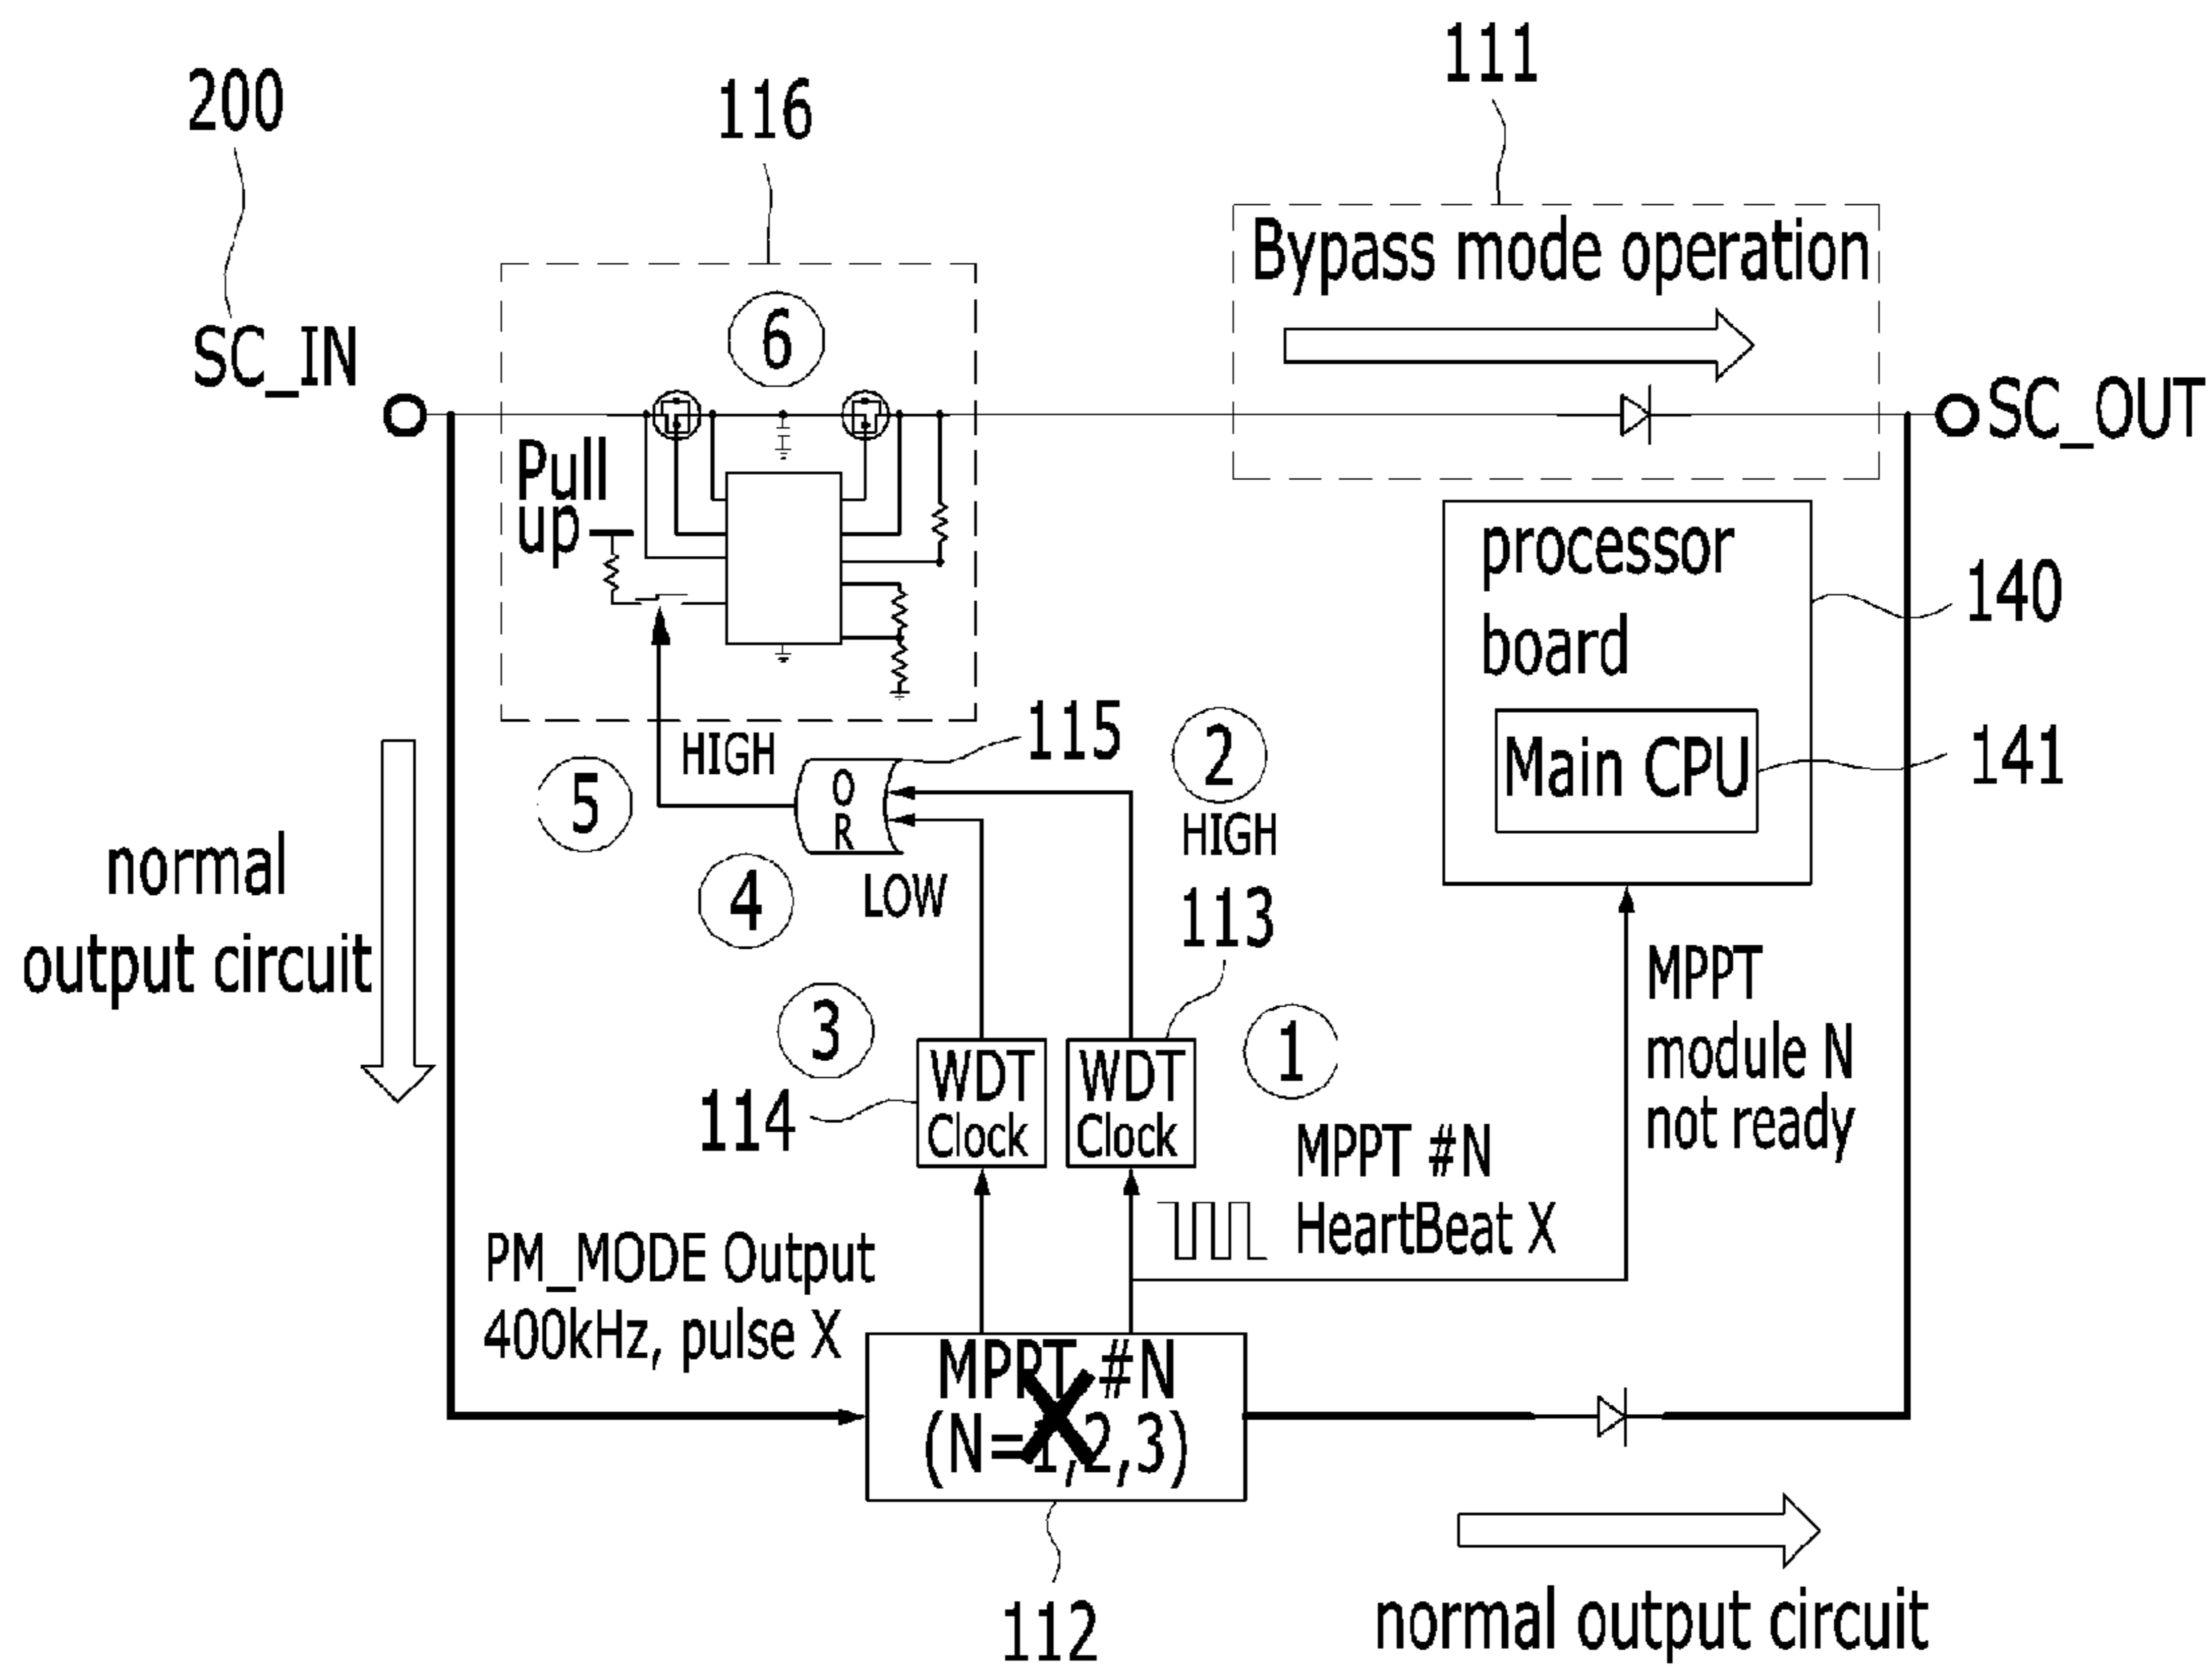 111
200
116
Bypass mode operation
6
SC_IN
SC_OUT
Pull
up
processor
board
140
Main CPU
141
115
2
HIGH
HIGH
5
O
R
4
LOW
113
normal
output circuit
3
1
MPPT
module N
not ready
WDT
Clock
WDT
Clock
114
MPPT #N
HeartBeat X
PM_MODE Output
400kHz, pulse X
MPPT #N
(N=1,2,3)
112
normal output circuit